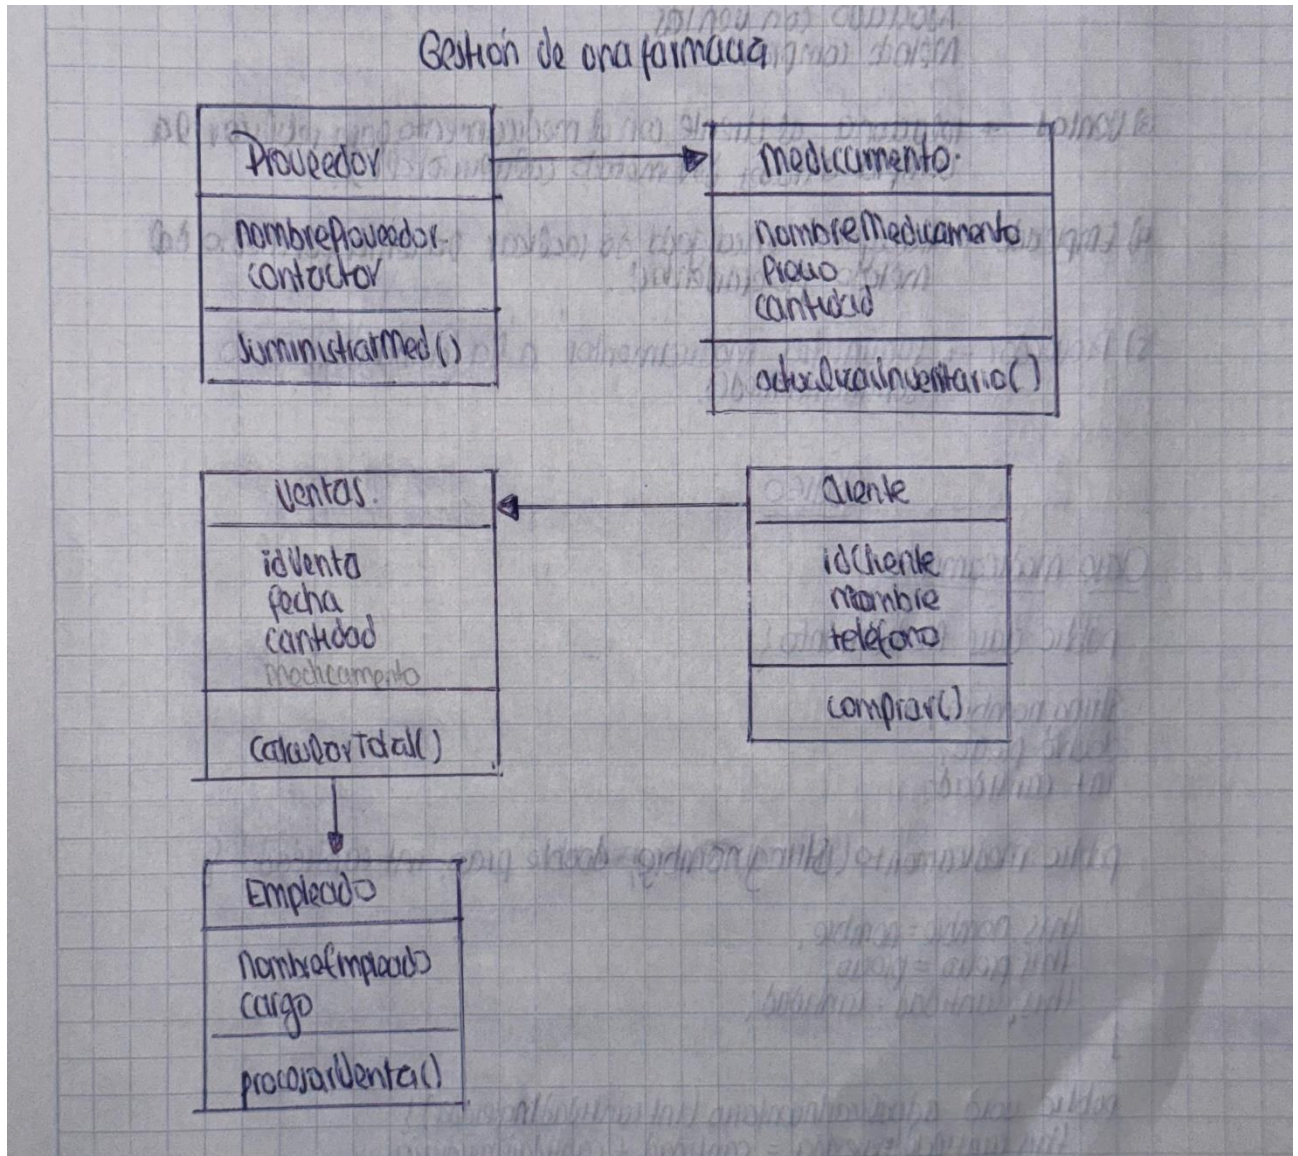 Gestión de una farmacia
Proveedor
nombreProveedor
contactor
suministrarMed()
medicamento.
nombreMedicamento
Precio
cantidad
actualizarInventario()
Ventas.
idVenta
fecha
cantidad
medicamento
calcularTotal()
Cliente
idCliente
nombre
teléfono
comprar()
Empleado
nombreEmpleado
cargo
procesarVenta()